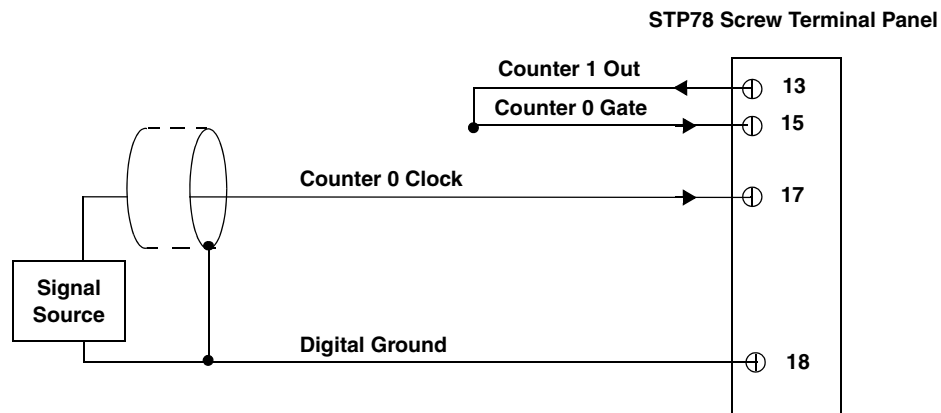 STP78 Screw Terminal Panel
Counter 1 Out
13
Counter 0 Gate
15
Counter 0 Clock
17
Signal
Source
Digital Ground
18